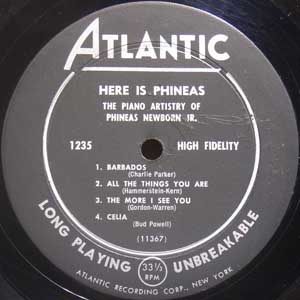 ATLANTIC
HERE IS PHINEAS
THE PIANO ARTISTRY OF
PHINEAS NEWBORN JR.
1235 HIGH FIDELITY
1. BARBADOS
(Charlie Parker)
2. ALL THE THINGS YOU ARE
(Hammerstein-Kern)
3. THE MORE I SEE YOU
(Gordon-Warren)
4. CELIA
(Bud Powell)
(11367)
LONG PLAYING 33⅓ RPM UNBREAKABLE
ATLANTIC RECORDING CORP., NEW YORK